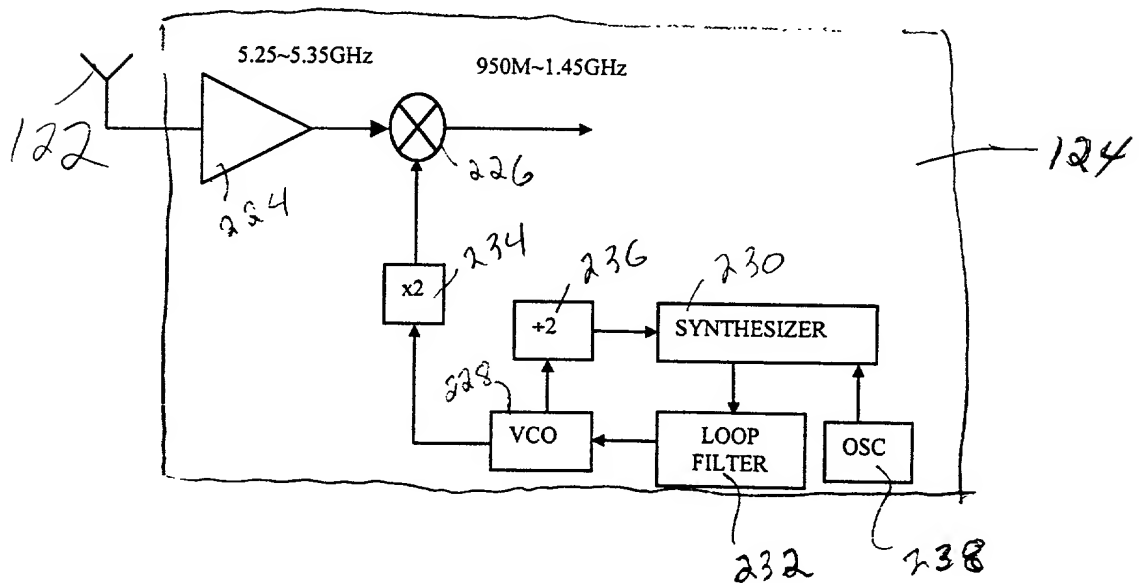 5.25~5.35GHz
950M~1.45GHz
122
224
226
124
x2
234
÷2
236
230
SYNTHESIZER
228
VCO
LOOP
FILTER
OSC
232
238